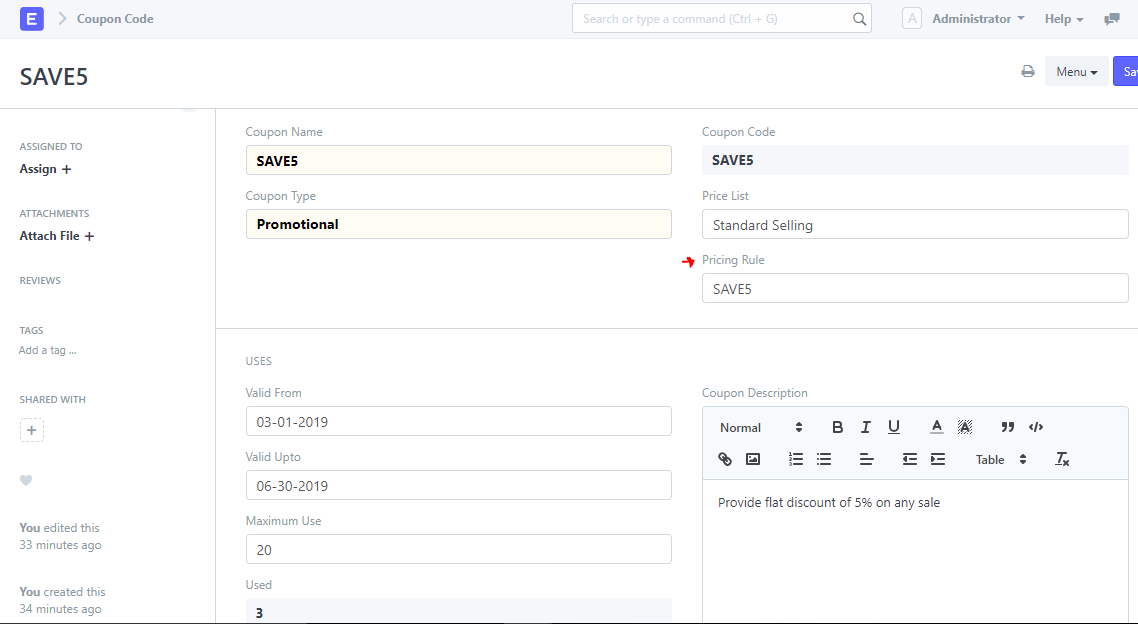 E Coupon Code Search or type a command (Ctrl + G) A Administrator Help
SAVE5 Menu
ASSIGNED TO
Assign +
ATTACHMENTS
Attach File +
REVIEWS
TAGS
Add a tag ...
SHARED WITH
+
You edited this
33 minutes ago
You created this
34 minutes ago
Coupon Name
SAVE5
Coupon Type
Promotional
Coupon Code
SAVE5
Price List
Standard Selling
Pricing Rule
SAVE5
USES
Valid From
03-01-2019
Valid Upto
06-30-2019
Maximum Use
20
Used
3
Coupon Description
Normal B I U A A
Table
Provide flat discount of 5% on any sale